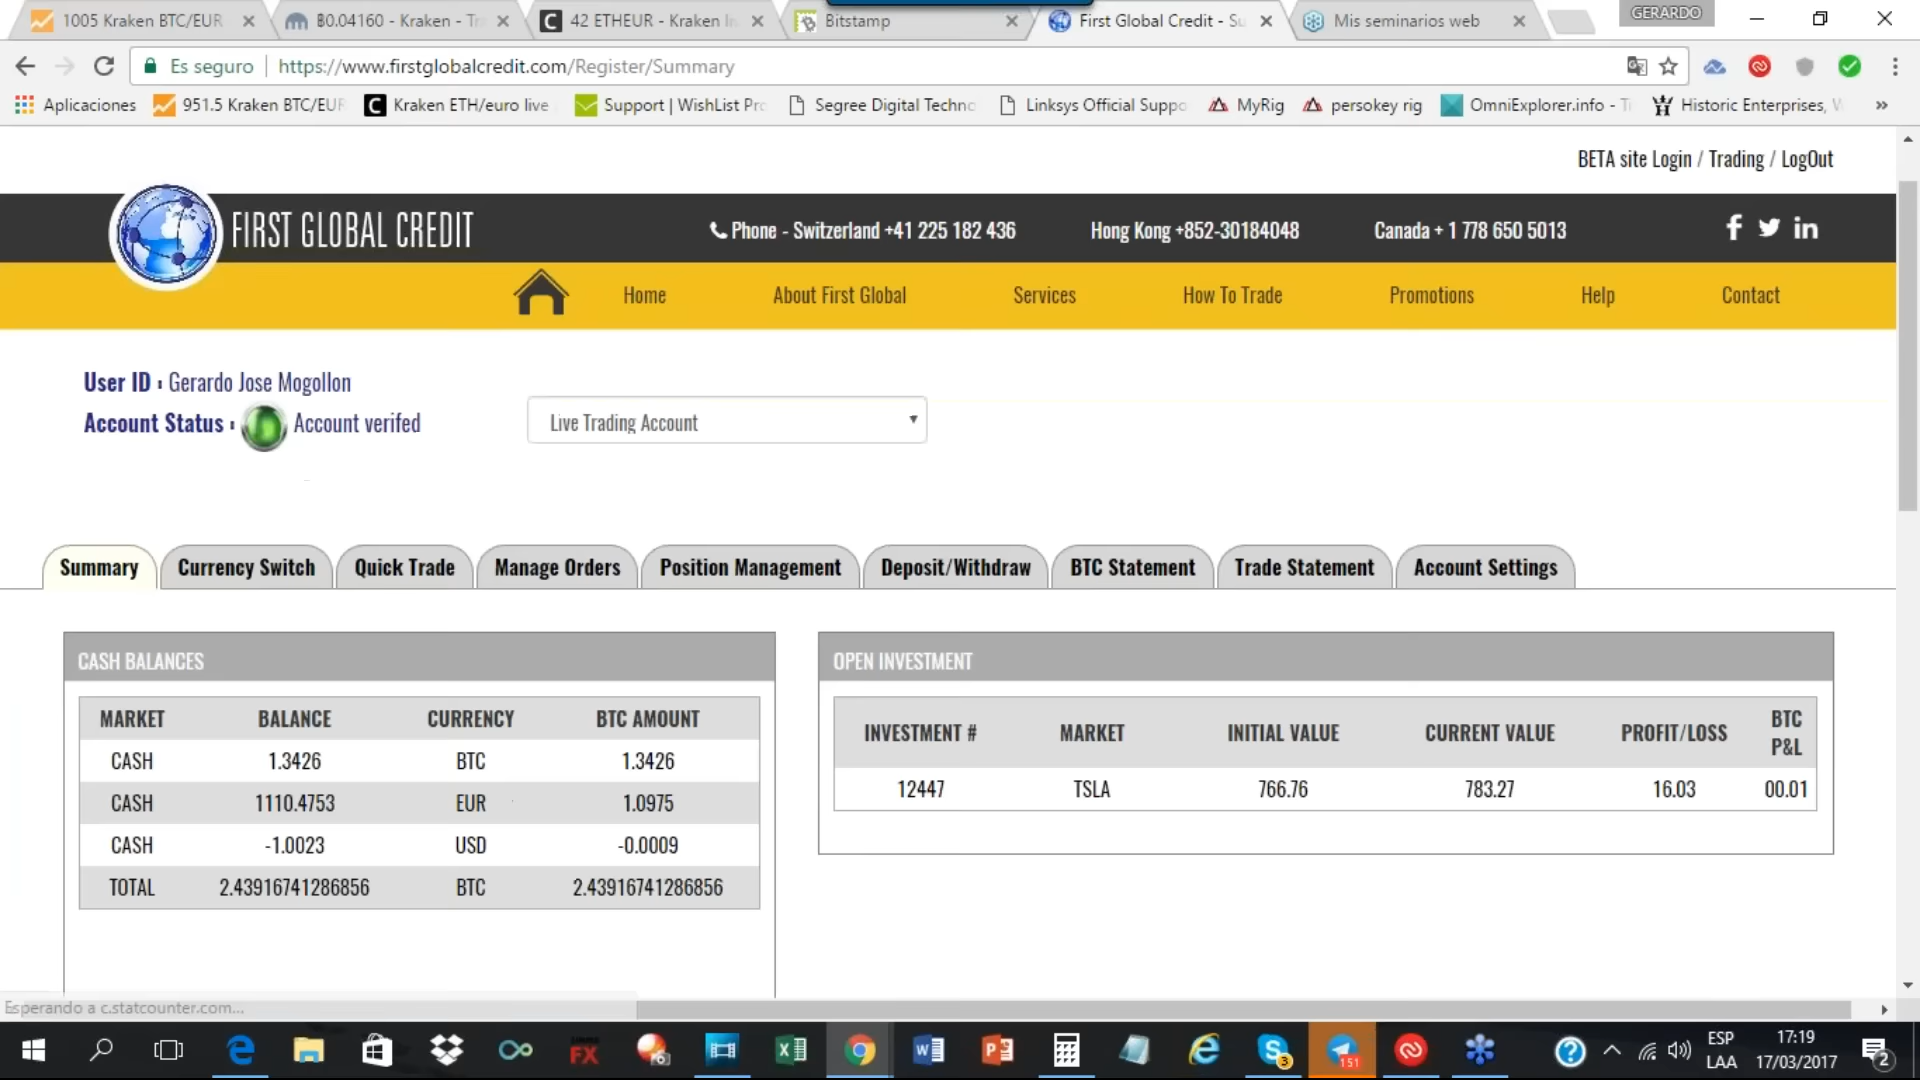 1005 Kraken BTC/EUR
฿0.04160 - Kraken - Tr
42 ETHEUR - Kraken
Bitstamp
First Global Credit - Su
Mis seminarios web
GERARDO
Es seguro
https://www.firstglobalcredit.com/Register/Summary
Aplicaciones
951.5 Kraken BTC/EUR
Kraken ETH/euro live
Support | WishList Pro
Segree Digital Techno
Linksys Official Suppo
MyRig
persokey rig
OmniExplorer.info - T
Historic Enterprises,
»
BETA site Login / Trading / LogOut
FIRST GLOBAL CREDIT
Phone - Switzerland +41 225 182 436
Hong Kong +852-30184048
Canada + 1 778 650 5013
Home
About First Global
Services
How To Trade
Promotions
Help
Contact
User ID : Gerardo Jose Mogollon
Account Status : Account verifed
Live Trading Account
Summary
Currency Switch
Quick Trade
Manage Orders
Position Management
Deposit/Withdraw
BTC Statement
Trade Statement
Account Settings
CASH BALANCES
MARKET BALANCE CURRENCY BTC AMOUNT
CASH 1.3426 BTC 1.3426
CASH 1110.4753 EUR 1.0975
CASH -1.0023 USD -0.0009
TOTAL 2.43916741286856 BTC 2.43916741286856
OPEN INVESTMENT
INVESTMENT # MARKET INITIAL VALUE CURRENT VALUE PROFIT/LOSS BTC P&L
12447 TSLA 766.76 783.27 16.03 00.01
Esperando a c.statcounter.com...
FX
3
151
ESP
LAA
17:19
17/03/2017
2